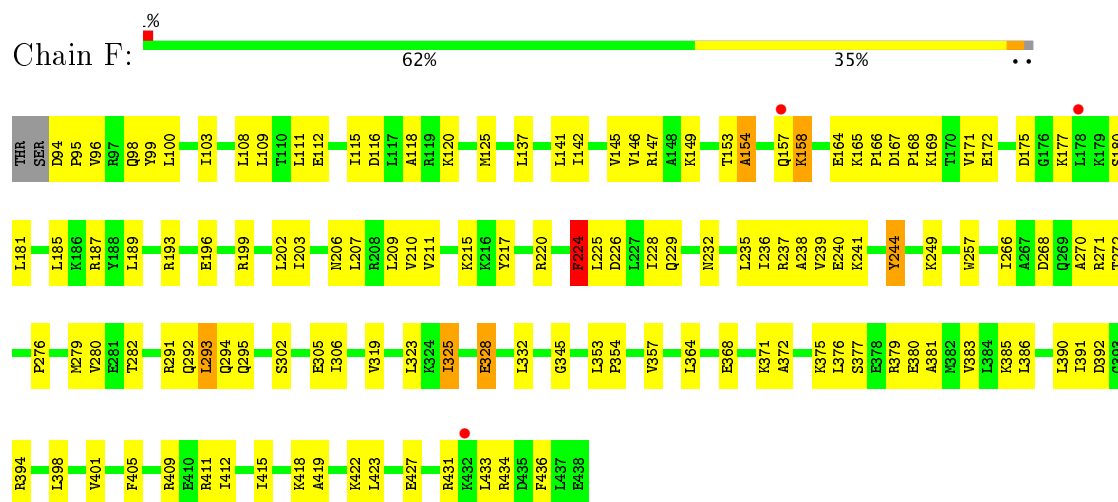 .%
Chain F:
62% 35% ..
THR SER D94 P95 V96 R97 Q98 Y99 L100 I103 L108 L109 T110 L111 E112 I115 D116 L117 A118 R119 K120 M125 L137 L141 I142 V145 V146 R147 A148 K149 T153 A154 Q157 K158 E164 K165 P166 D167 P168 K169 T170 V171 E172 D175 G176 K177 L178 K179 S180
L181 L185 K186 R187 Y188 L189 R193 E196 R199 L202 I203 N206 L207 R208 L209 V210 V211 K215 K216 Y217 R220 F224 L225 D226 L227 I228 Q229 N232 L235 I236 R237 A238 V239 E240 K241 Y244 K249 W257 I266 A267 D268 Q269 A270 R271 T272
P276 M279 V280 E281 T282 R291 Q292 L293 Q294 Q295 S302 E305 I306 V319 L323 K324 I325 E328 L332 G345 L353 P354 V357 L364 E368 K371 A372 K375 L376 S377 E378 R379 E380 A381 M382 V383 L384 K385 L386 L390 I391 D392 G393
R394 L398 V401 F405 R409 E410 R411 I412 I415 K418 A419 K422 L423 E427 R431 K432 L433 R434 D435 F436 L437 E438